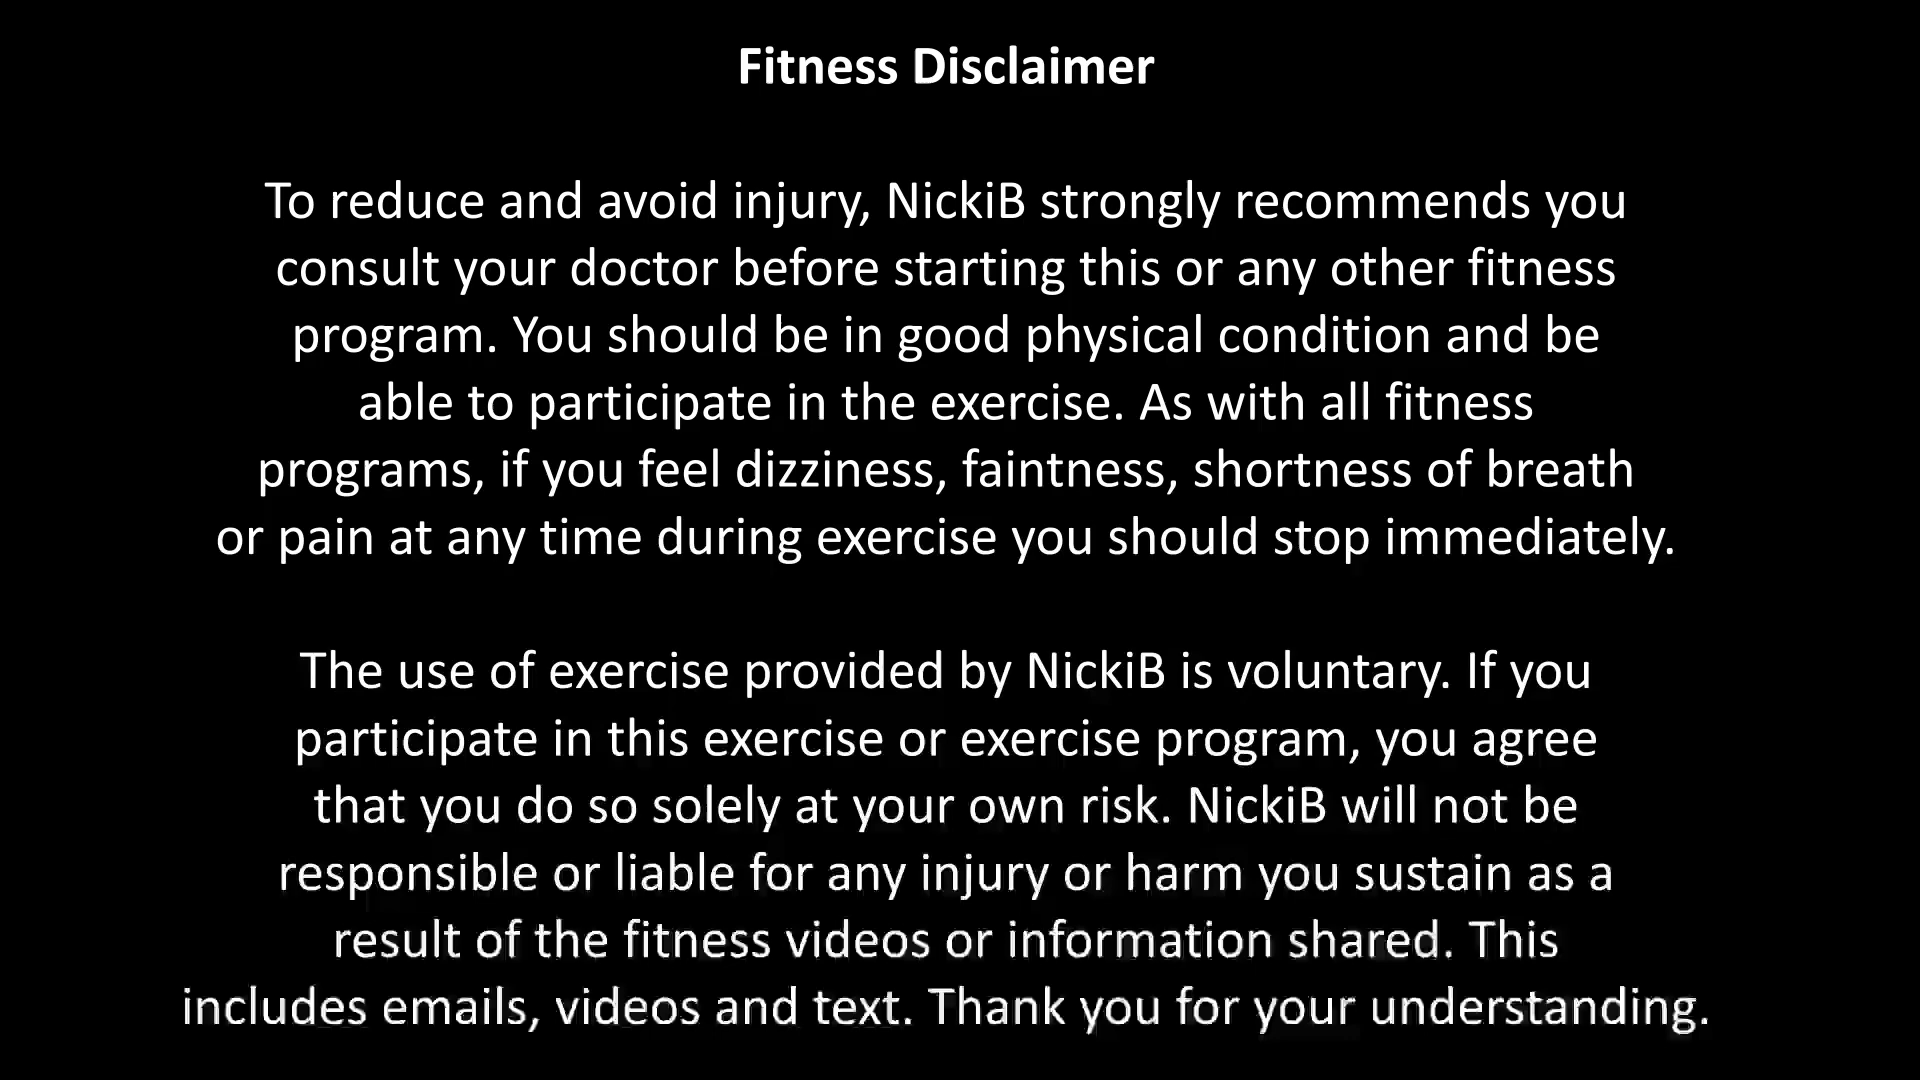 Fitness Disclaimer
To reduce and avoid injury, NickiB strongly recommends you
consult your doctor before starting this or any other fitness
program. You should be in good physical condition and be
able to participate in the exercise. As with all fitness
programs, if you feel dizziness, faintness, shortness of breath
or pain at any time during exercise you should stop immediately.
The use of exercise provided by NickiB is voluntary. If you
participate in this exercise or exercise program, you agree
that you do so solely at your own risk. NickiB will not be
responsible or liable for any injury or harm you sustain as a
result of the fitness videos or information shared. This
includes emails, videos and text. Thank you for your understanding.